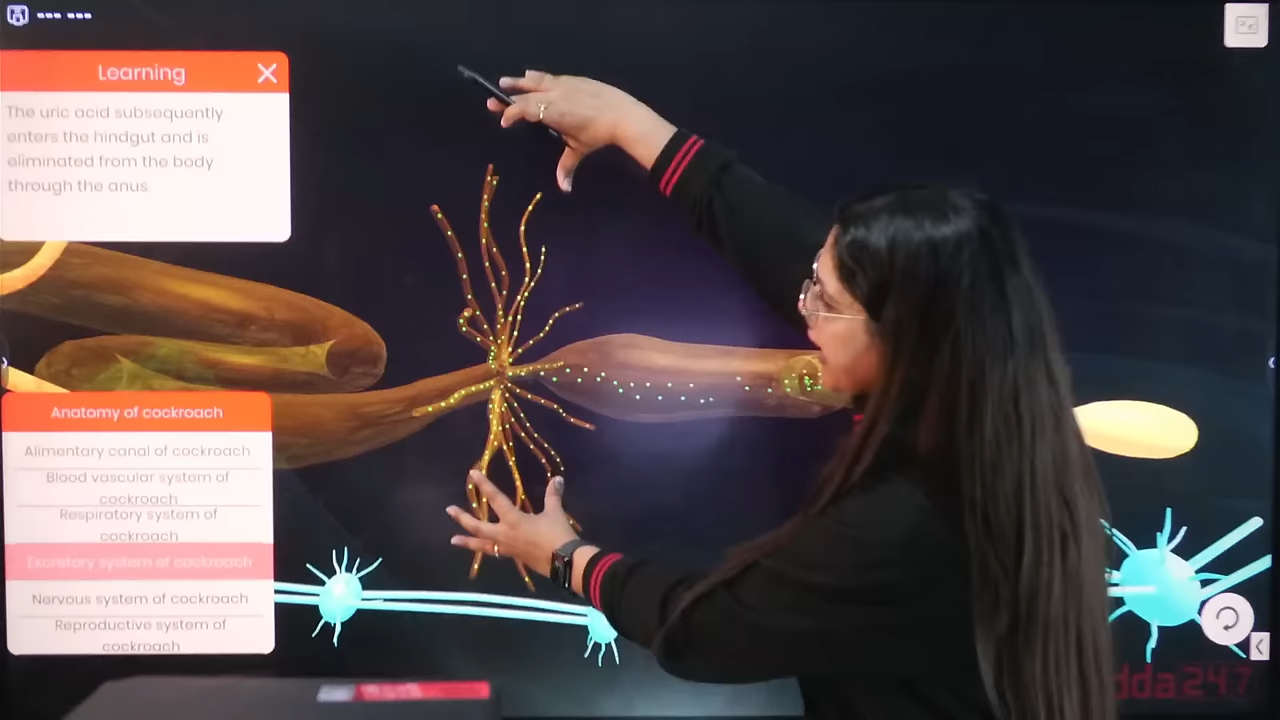 Learning
The uric acid subsequently
enters the hindgut and is
eliminated from the body
through the anus.
Anatomy of cockroach
Alimentary canal of cockroach
Blood vascular system of
cockroach
Respiratory system of
cockroach
Excretory system of cockroach
Nervous system of cockroach
Reproductive system of
cockroach
dda247